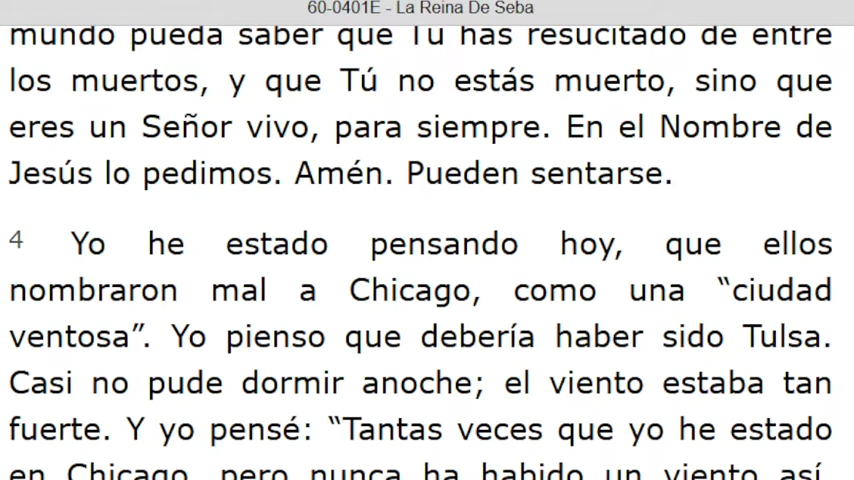 60-0401E - La Reina De Seba
mundo pueda saber que Tú has resucitado de entre
los muertos, y que Tú no estás muerto, sino que
eres un Señor vivo, para siempre. En el Nombre de
Jesús lo pedimos. Amén. Pueden sentarse.
4 Yo he estado pensando hoy, que ellos
nombraron mal a Chicago, como una “ciudad
ventosa”. Yo pienso que debería haber sido Tulsa.
Casi no pude dormir anoche; el viento estaba tan
fuerte. Y yo pensé: “Tantas veces que yo he estado
en Chicago, pero nunca ha habido un viento así.